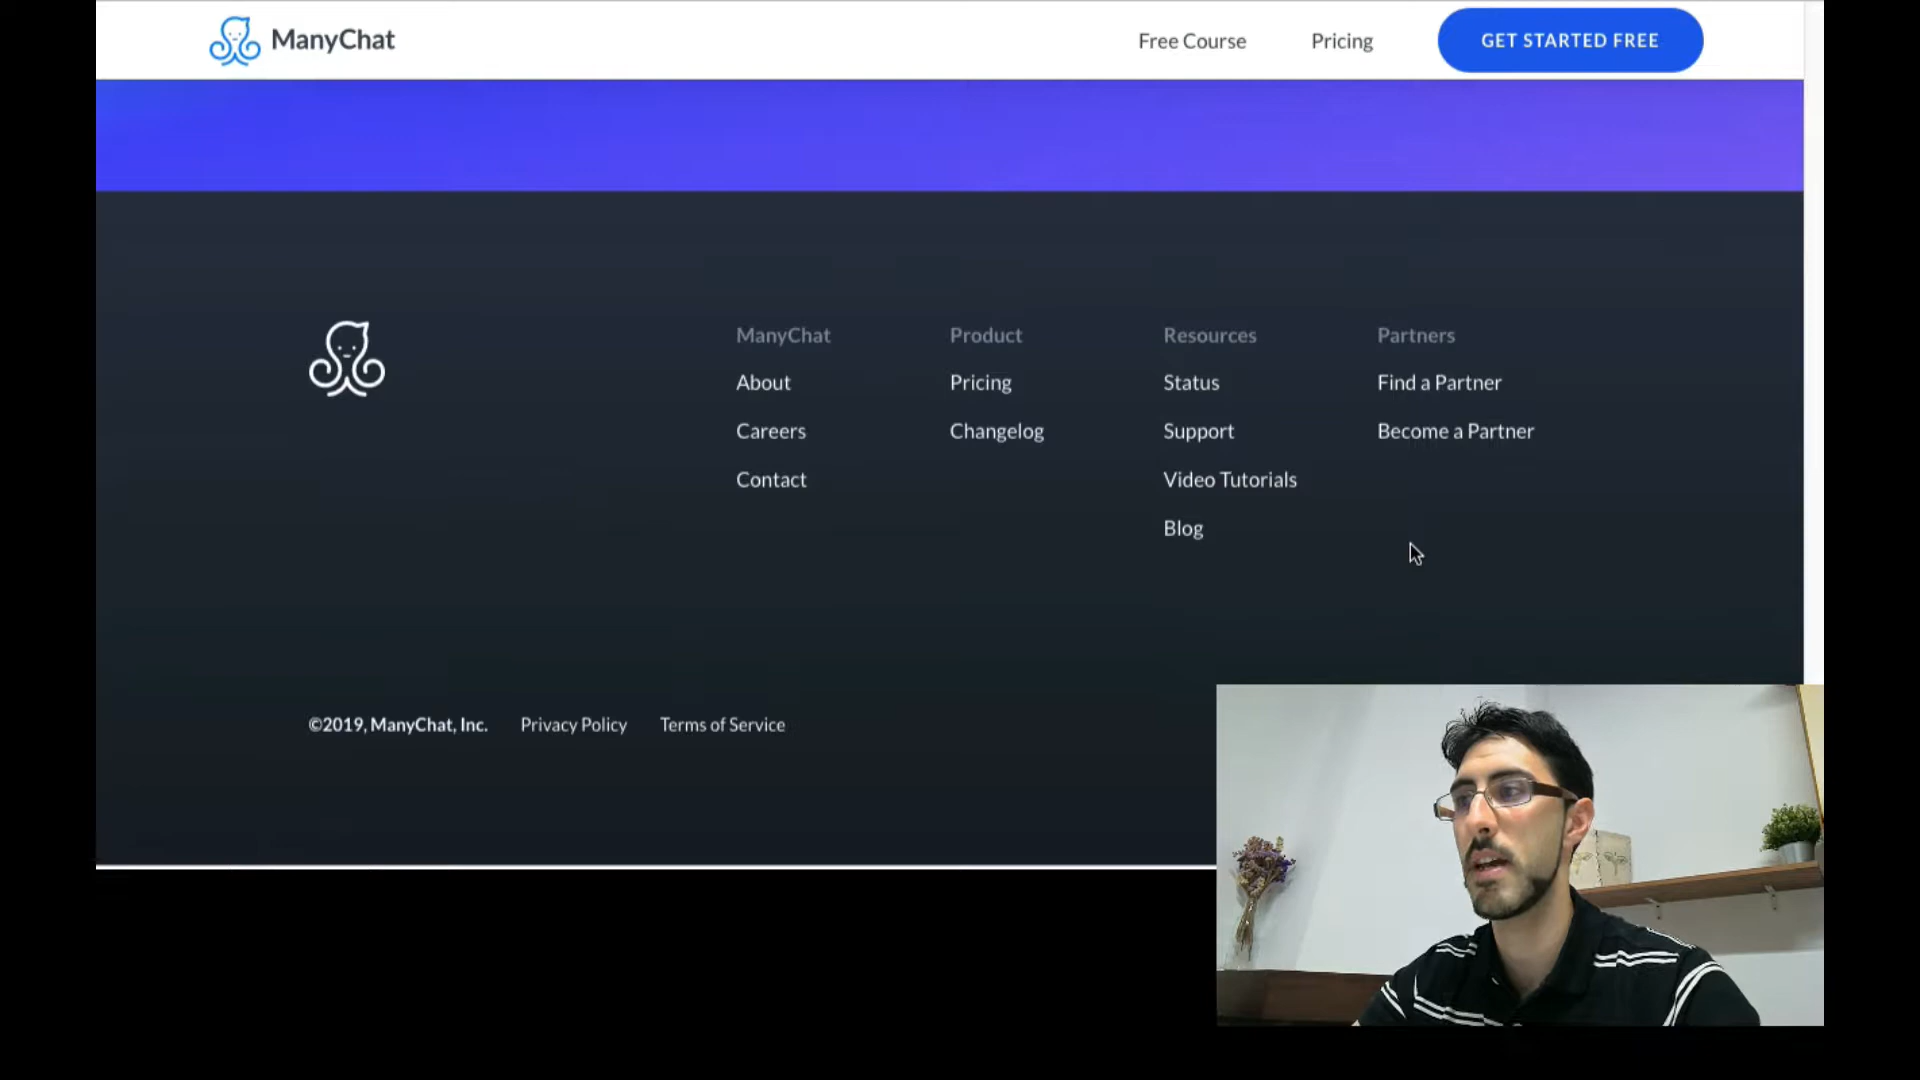 ManyChat
Free Course
Pricing
GET STARTED FREE
ManyChat
About
Careers
Contact
Product
Pricing
Changelog
Resources
Status
Support
Video Tutorials
Blog
Partners
Find a Partner
Become a Partner
©2019, ManyChat, Inc.
Privacy Policy
Terms of Service